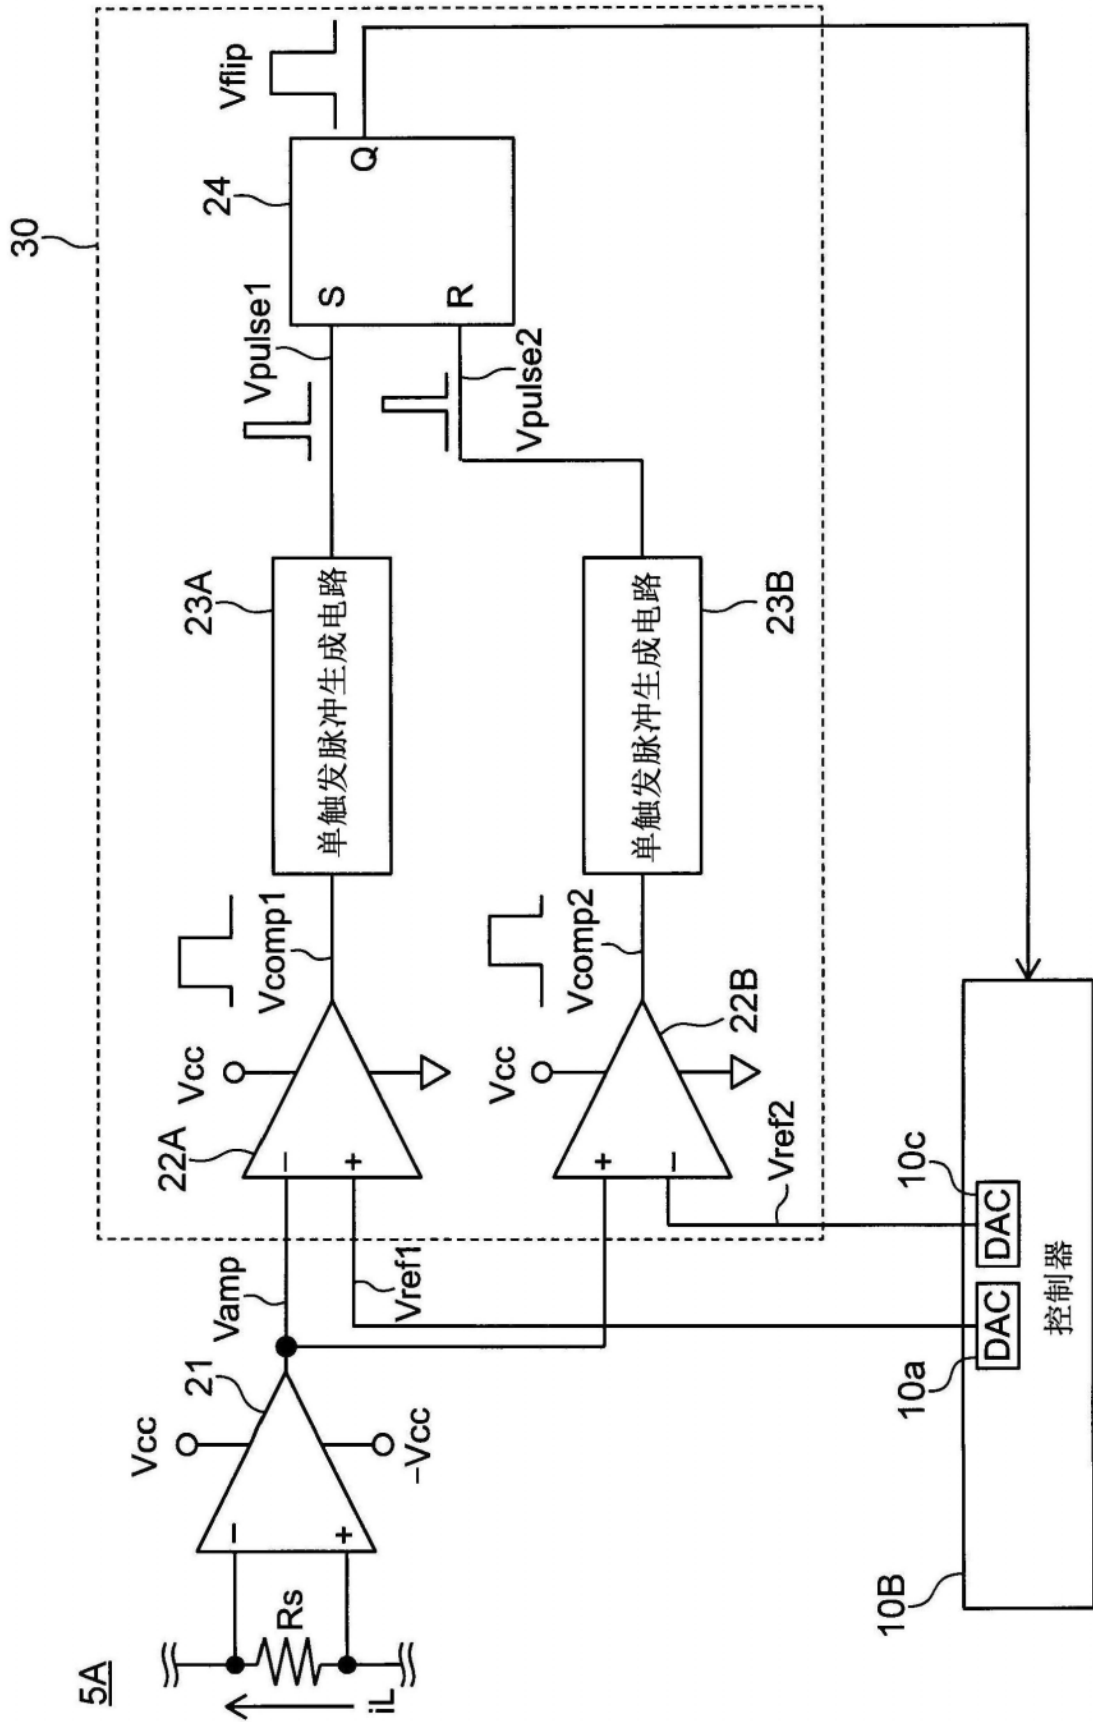 5A
iL
Rs
−
+
Vcc
21
−Vcc
Vamp
Vref1
30
22A
−
+
Vcc
Vcomp1
23A
单触发脉冲生成电路
Vpulse1
22B
+
−
Vcc
Vcomp2
23B
单触发脉冲生成电路
Vpulse2
Vref2
24
S
R
Q
Vflip
10B
10a
DAC
10c
DAC
控制器